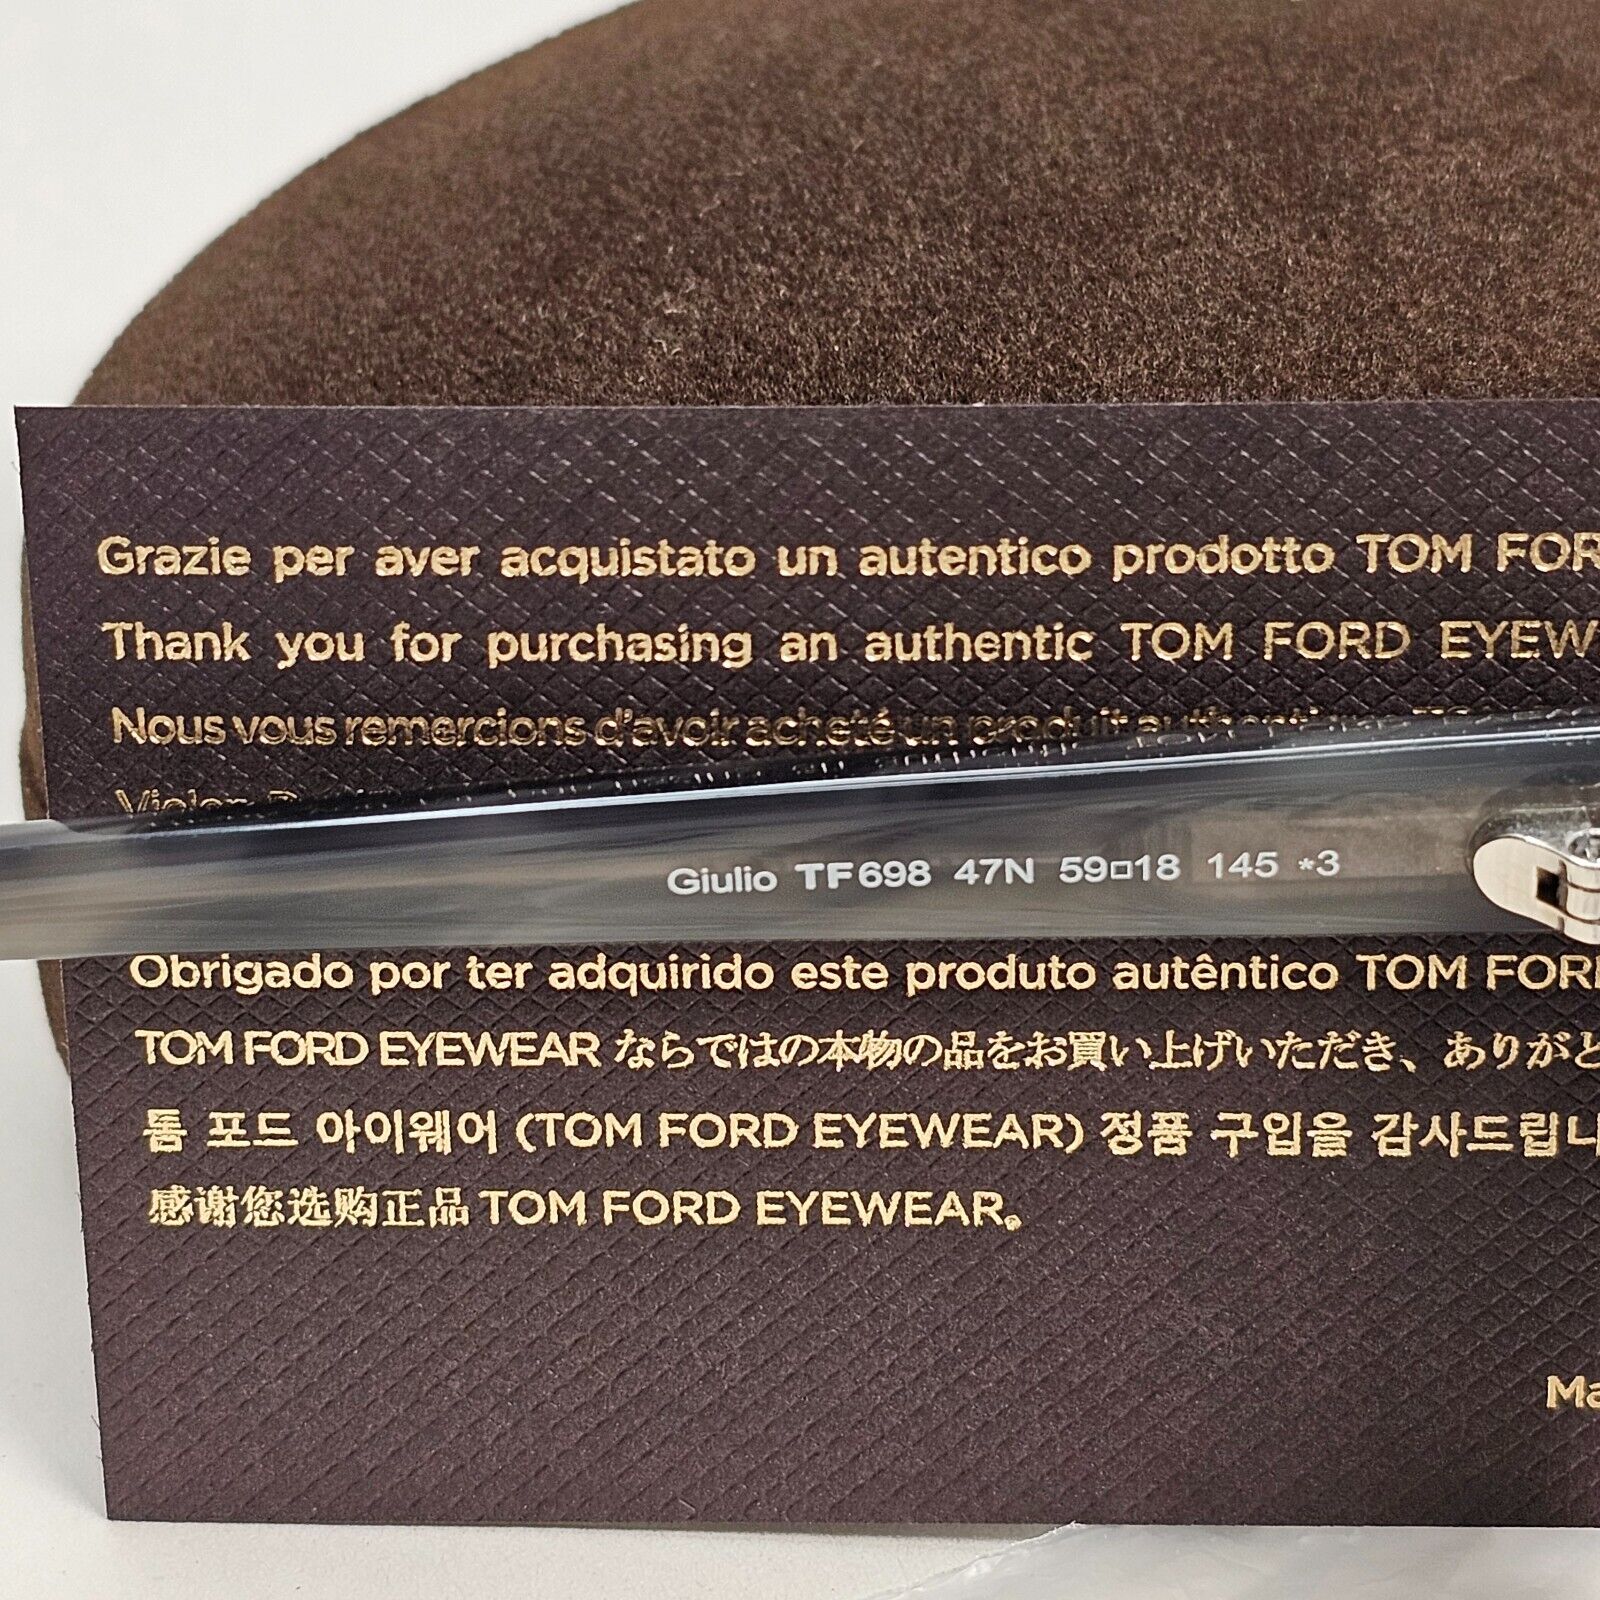 Grazie per aver acquistato un autentico prodotto TOM FOR
Thank you for purchasing an authentic TOM FORD EYEW
Nous vous remercions d'avoir acheté un produit authentique
Vielen
Giulio TF698 47N 59□18 145 *3
Obrigado por ter adquirido este produto autêntico TOM FOR
TOM FORD EYEWEAR ならではの本物の品をお買い上げいただき、ありがと
톰 포드 아이웨어 (TOM FORD EYEWEAR) 정품 구입을 감사드립니
感谢您选购正品 TOM FORD EYEWEAR。
Ma